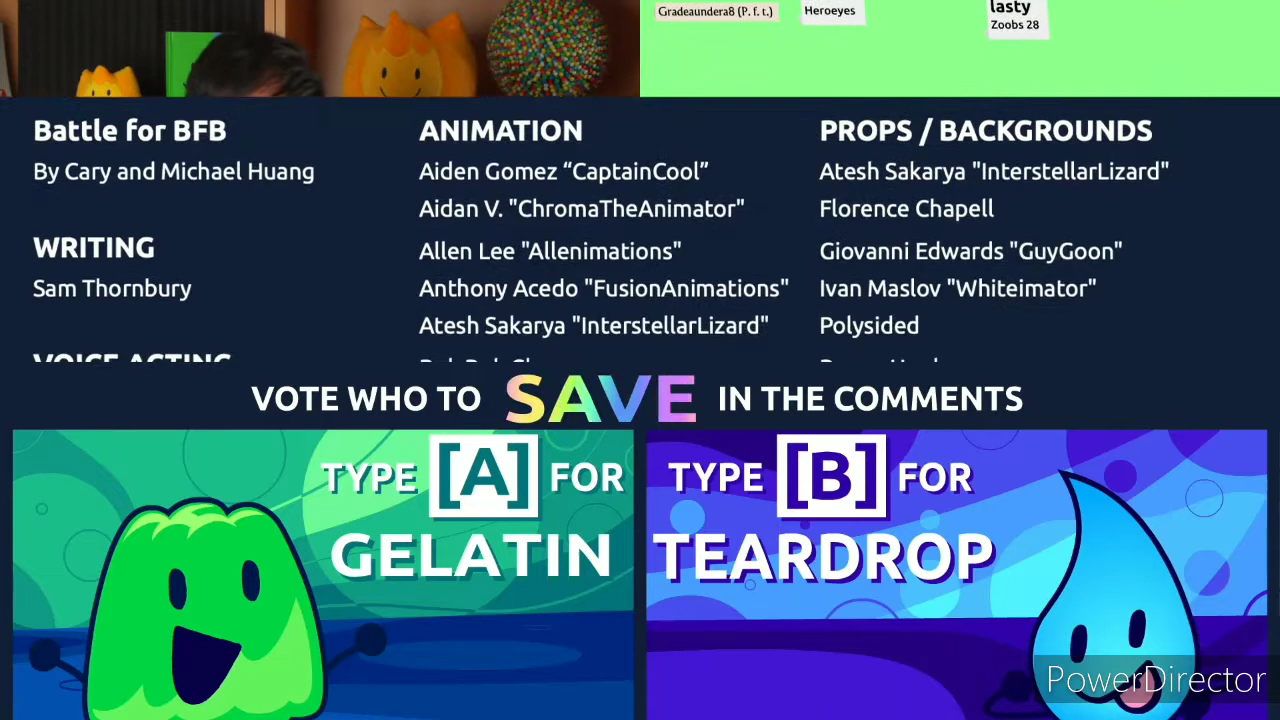 Gradeaundera8 (P. f. t.)
Heroeyes
lasty
Zoobs 28
Battle for BFB
By Cary and Michael Huang
WRITING
Sam Thornbury
VOICE ACTING
ANIMATION
Aiden Gomez “CaptainCool”
Aidan V. "ChromaTheAnimator"
Allen Lee "Allenimations"
Anthony Acedo "FusionAnimations"
Atesh Sakarya "InterstellarLizard"
PROPS / BACKGROUNDS
Atesh Sakarya "InterstellarLizard"
Florence Chapell
Giovanni Edwards "GuyGoon"
Ivan Maslov "Whiteimator"
Polysided
VOTE WHO TO SAVE IN THE COMMENTS
TYPE [A] FOR
GELATIN
TYPE [B] FOR
TEARDROP
PowerDirector